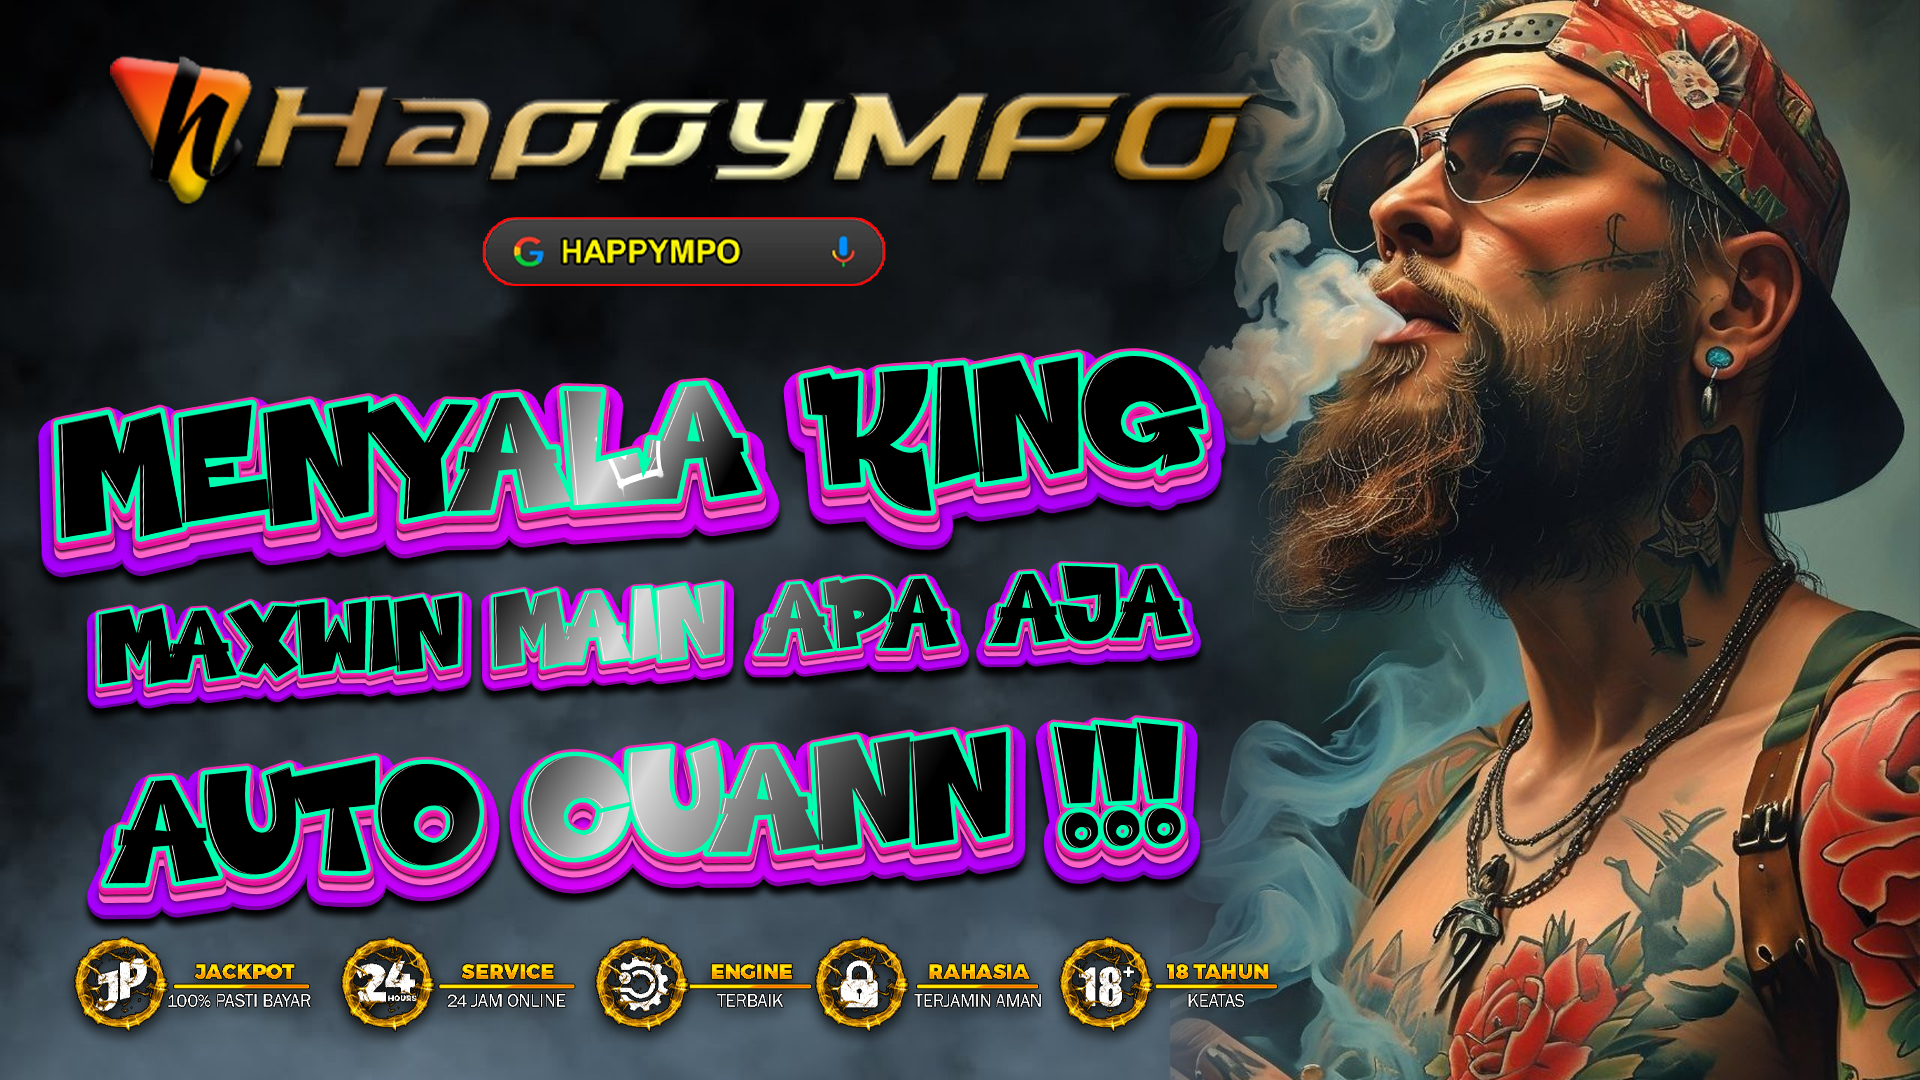 HAPPYMPO
HAPPYMPO
MENYALA KING
MAXWIN MAIN APA AJA
AUTO CUANN !!!
JP JACKPOT
100% PASTI BAYAR
24 HOURS SERVICE
24 JAM ONLINE
ENGINE
TERBAIK
RAHASIA
TERJAMIN AMAN
18+ 18 TAHUN
KEATAS